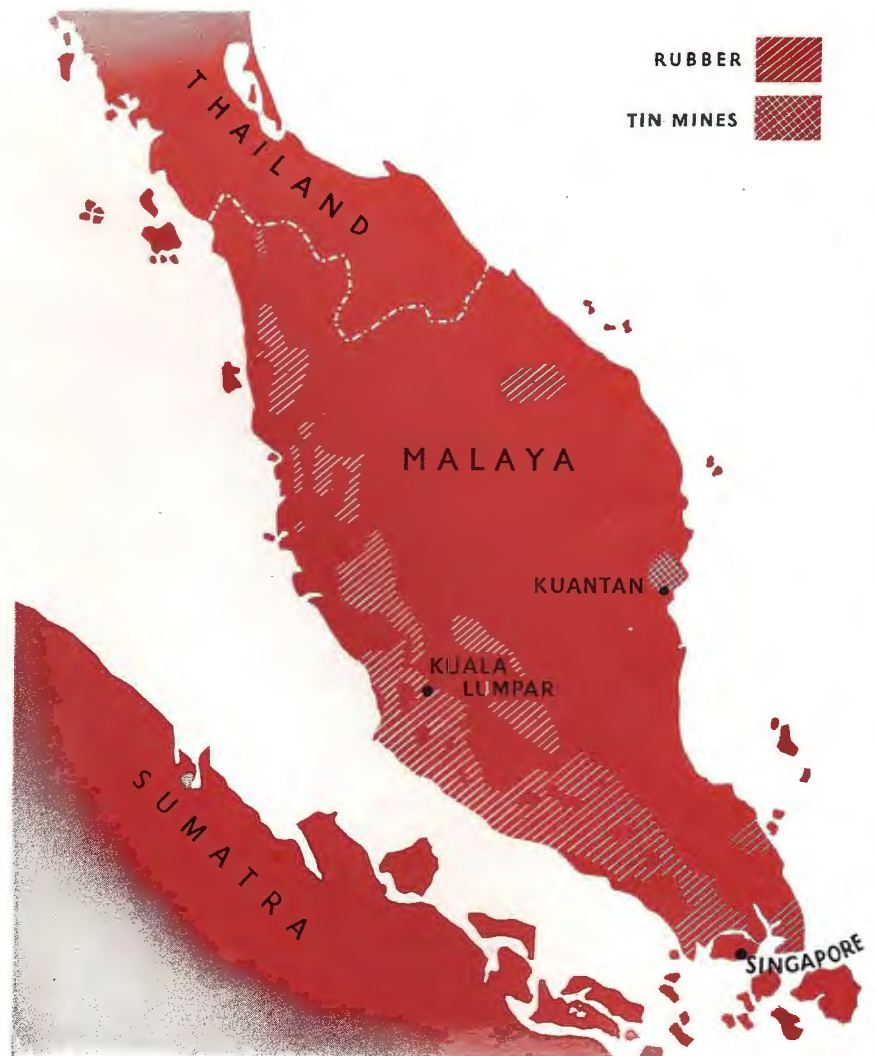 RUBBER
TIN MINES
THAILAND
MALAYA
KUANTAN
KUALA
LUMPAR
SUMATRA
SINGAPORE